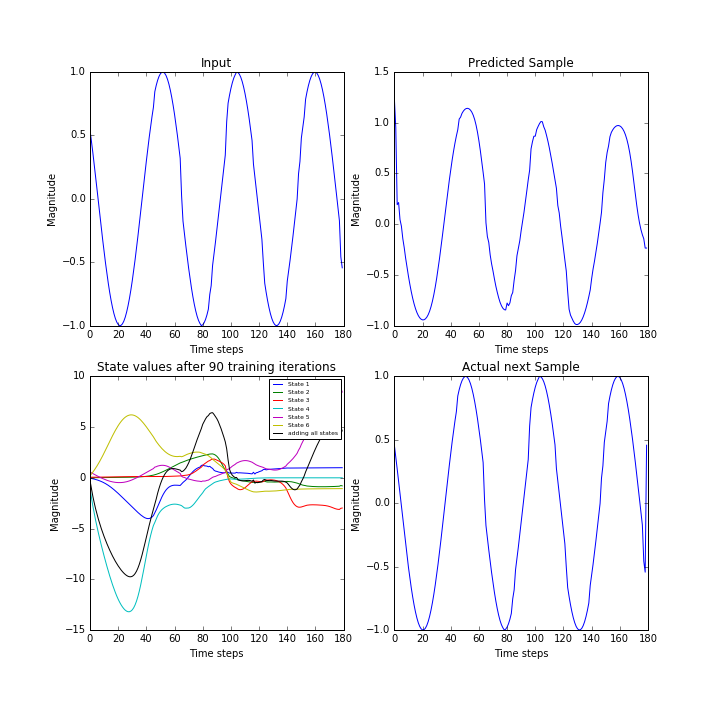 Input
1.0
0.5
0.0
−0.5
−1.0
Magnitude
0 20 40 60 80 100 120 140 160 180
Time steps
Predicted Sample
1.5
1.0
0.5
0.0
−0.5
−1.0
Magnitude
0 20 40 60 80 100 120 140 160 180
Time steps
State values after 90 training iterations
10
5
0
−5
−10
−15
Magnitude
State 1
State 2
State 3
State 4
State 5
State 6
adding all states
0 20 40 60 80 100 120 140 160 180
Time steps
Actual next Sample
1.0
0.5
0.0
−0.5
−1.0
Magnitude
0 20 40 60 80 100 120 140 160 180
Time steps